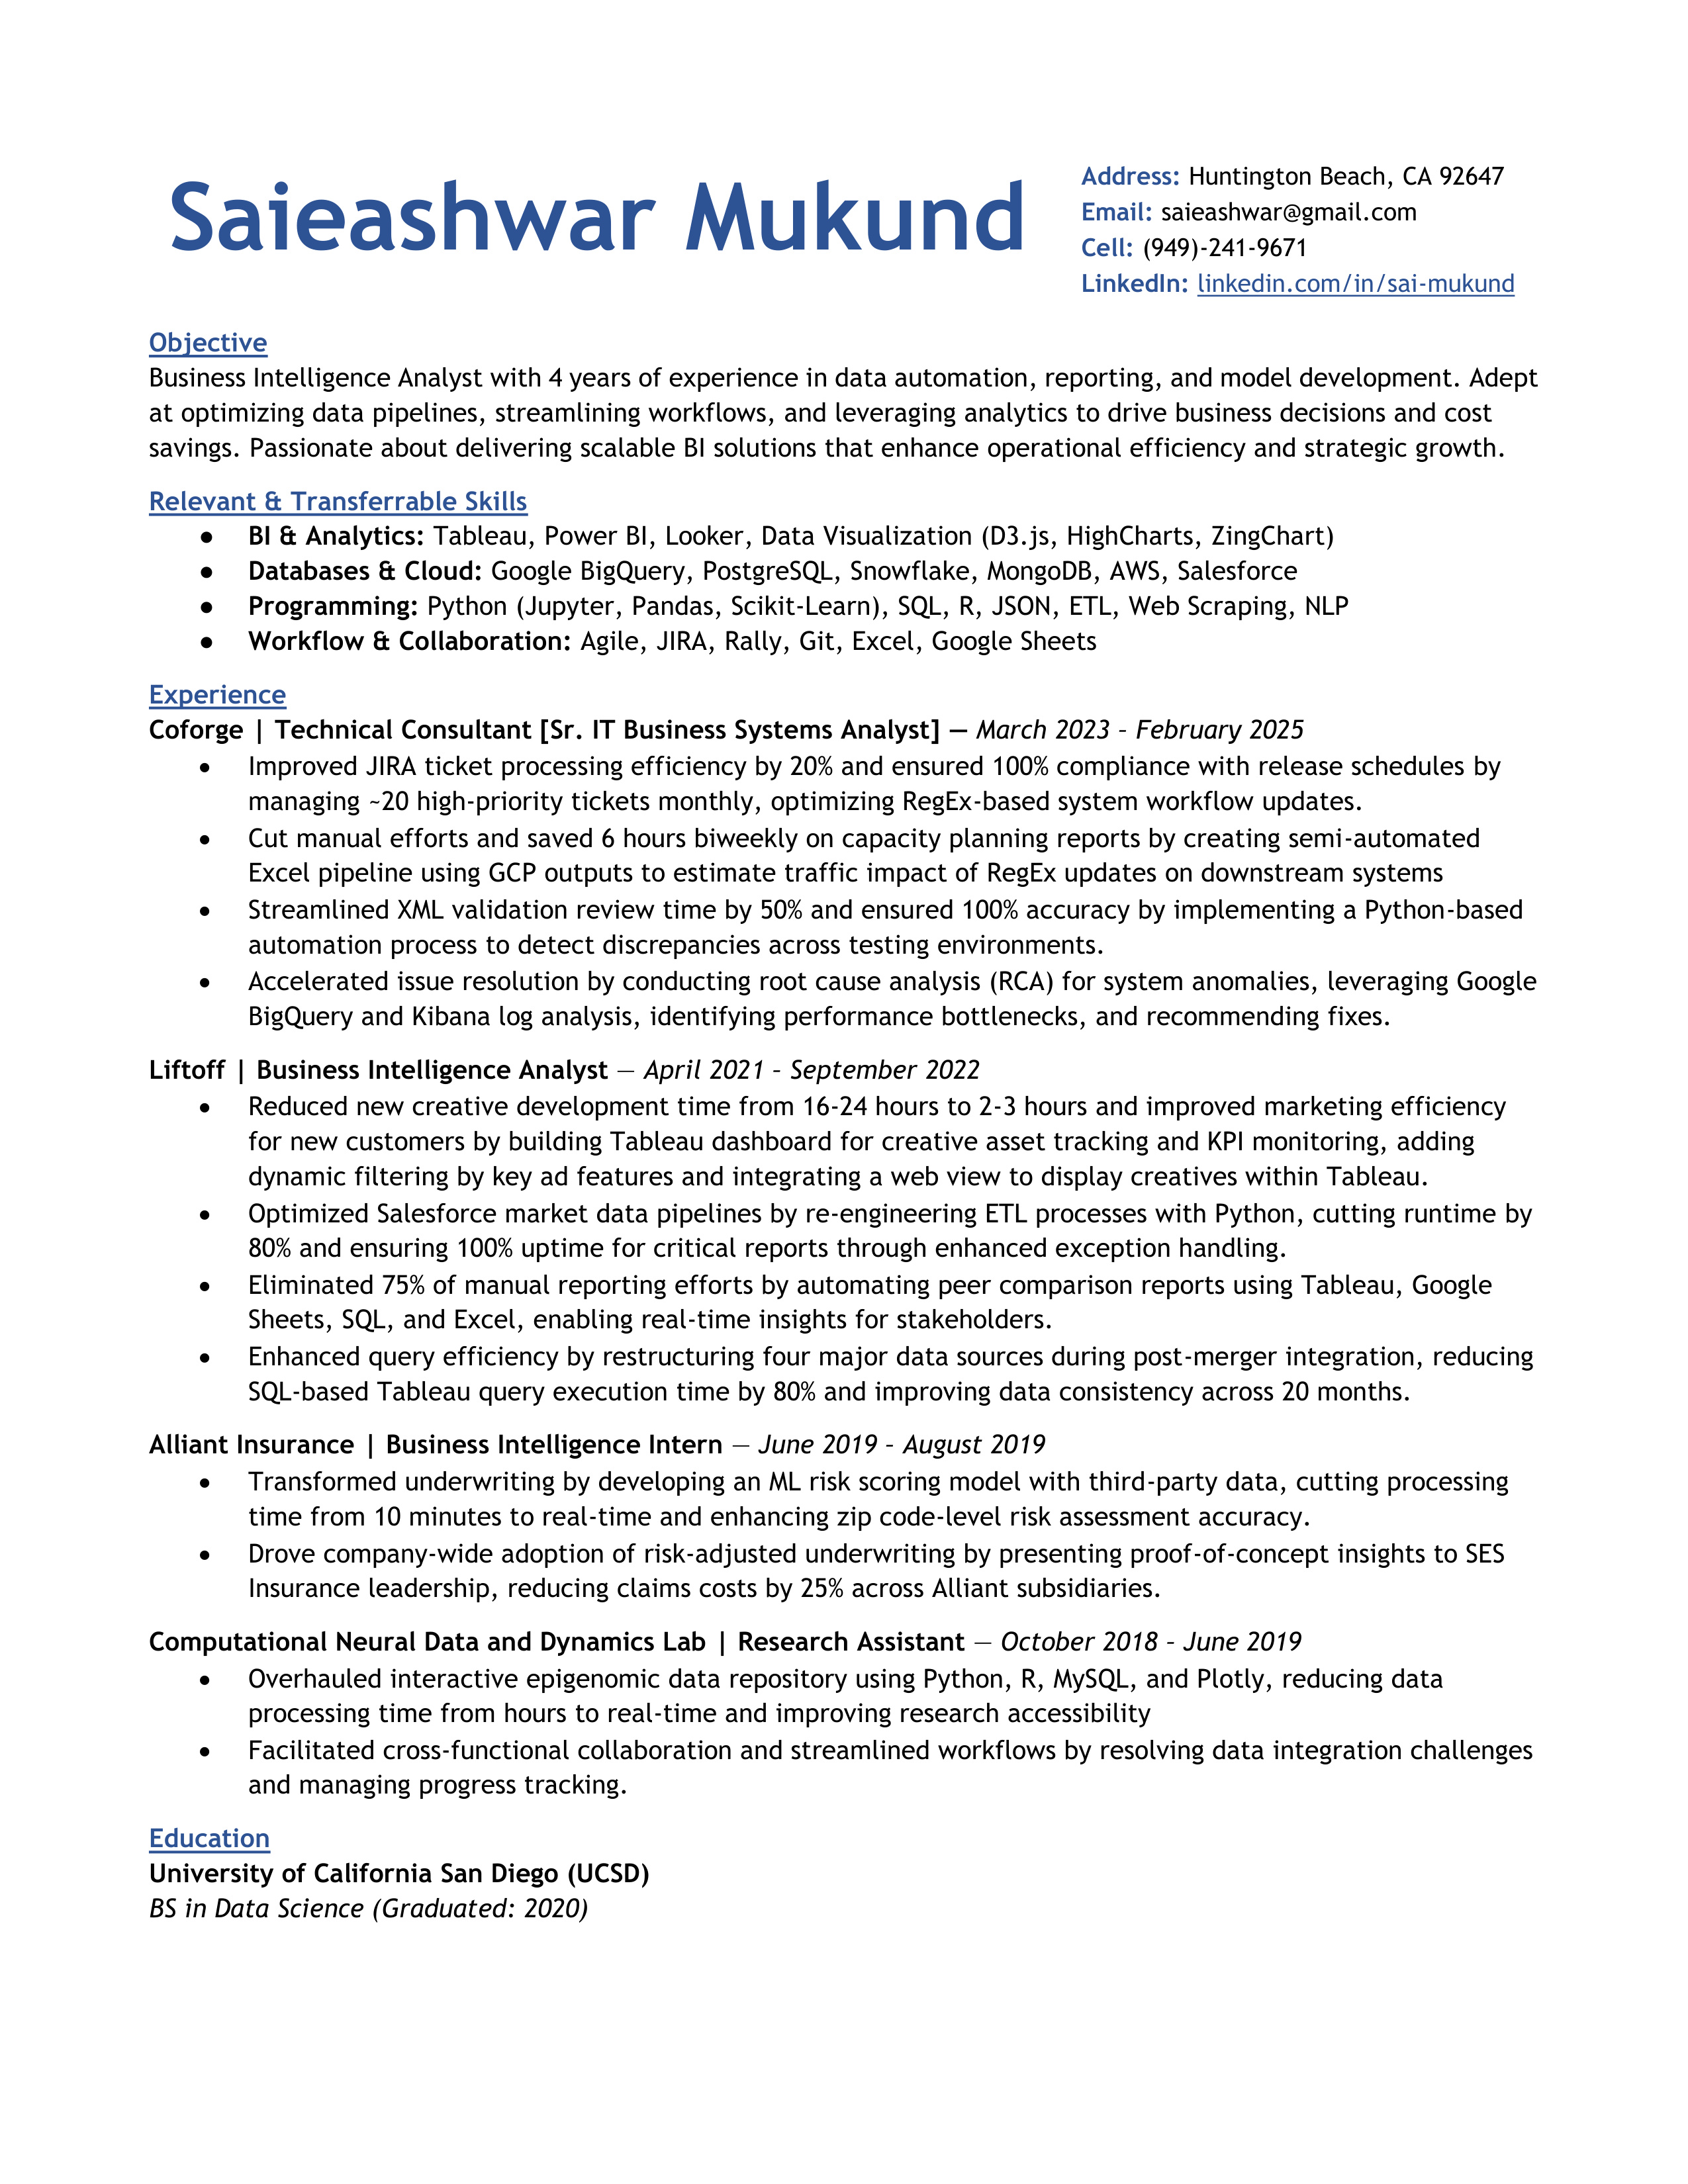 Saieashwar Mukund
Address: Huntington Beach, CA 92647
Email: saieashwar@gmail.com
Cell: (949)-241-9671
LinkedIn: linkedin.com/in/sai-mukund
Objective
Business Intelligence Analyst with 4 years of experience in data automation, reporting, and model development. Adept
at optimizing data pipelines, streamlining workflows, and leveraging analytics to drive business decisions and cost
savings. Passionate about delivering scalable BI solutions that enhance operational efficiency and strategic growth.
Relevant & Transferrable Skills
● BI & Analytics: Tableau, Power BI, Looker, Data Visualization (D3.js, HighCharts, ZingChart)
● Databases & Cloud: Google BigQuery, PostgreSQL, Snowflake, MongoDB, AWS, Salesforce
● Programming: Python (Jupyter, Pandas, Scikit-Learn), SQL, R, JSON, ETL, Web Scraping, NLP
● Workflow & Collaboration: Agile, JIRA, Rally, Git, Excel, Google Sheets
Experience
Coforge | Technical Consultant [Sr. IT Business Systems Analyst] — March 2023 – February 2025
• Improved JIRA ticket processing efficiency by 20% and ensured 100% compliance with release schedules by
managing ~20 high-priority tickets monthly, optimizing RegEx-based system workflow updates.
• Cut manual efforts and saved 6 hours biweekly on capacity planning reports by creating semi-automated
Excel pipeline using GCP outputs to estimate traffic impact of RegEx updates on downstream systems
• Streamlined XML validation review time by 50% and ensured 100% accuracy by implementing a Python-based
automation process to detect discrepancies across testing environments.
• Accelerated issue resolution by conducting root cause analysis (RCA) for system anomalies, leveraging Google
BigQuery and Kibana log analysis, identifying performance bottlenecks, and recommending fixes.
Liftoff | Business Intelligence Analyst — April 2021 – September 2022
• Reduced new creative development time from 16-24 hours to 2-3 hours and improved marketing efficiency
for new customers by building Tableau dashboard for creative asset tracking and KPI monitoring, adding
dynamic filtering by key ad features and integrating a web view to display creatives within Tableau.
• Optimized Salesforce market data pipelines by re-engineering ETL processes with Python, cutting runtime by
80% and ensuring 100% uptime for critical reports through enhanced exception handling.
• Eliminated 75% of manual reporting efforts by automating peer comparison reports using Tableau, Google
Sheets, SQL, and Excel, enabling real-time insights for stakeholders.
• Enhanced query efficiency by restructuring four major data sources during post-merger integration, reducing
SQL-based Tableau query execution time by 80% and improving data consistency across 20 months.
Alliant Insurance | Business Intelligence Intern — June 2019 – August 2019
• Transformed underwriting by developing an ML risk scoring model with third-party data, cutting processing
time from 10 minutes to real-time and enhancing zip code-level risk assessment accuracy.
• Drove company-wide adoption of risk-adjusted underwriting by presenting proof-of-concept insights to SES
Insurance leadership, reducing claims costs by 25% across Alliant subsidiaries.
Computational Neural Data and Dynamics Lab | Research Assistant — October 2018 – June 2019
• Overhauled interactive epigenomic data repository using Python, R, MySQL, and Plotly, reducing data
processing time from hours to real-time and improving research accessibility
• Facilitated cross-functional collaboration and streamlined workflows by resolving data integration challenges
and managing progress tracking.
Education
University of California San Diego (UCSD)
BS in Data Science (Graduated: 2020)